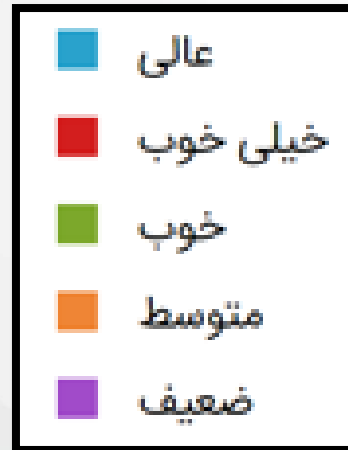 عالی
خیلی خوب
خوب
متوسط
ضعیف